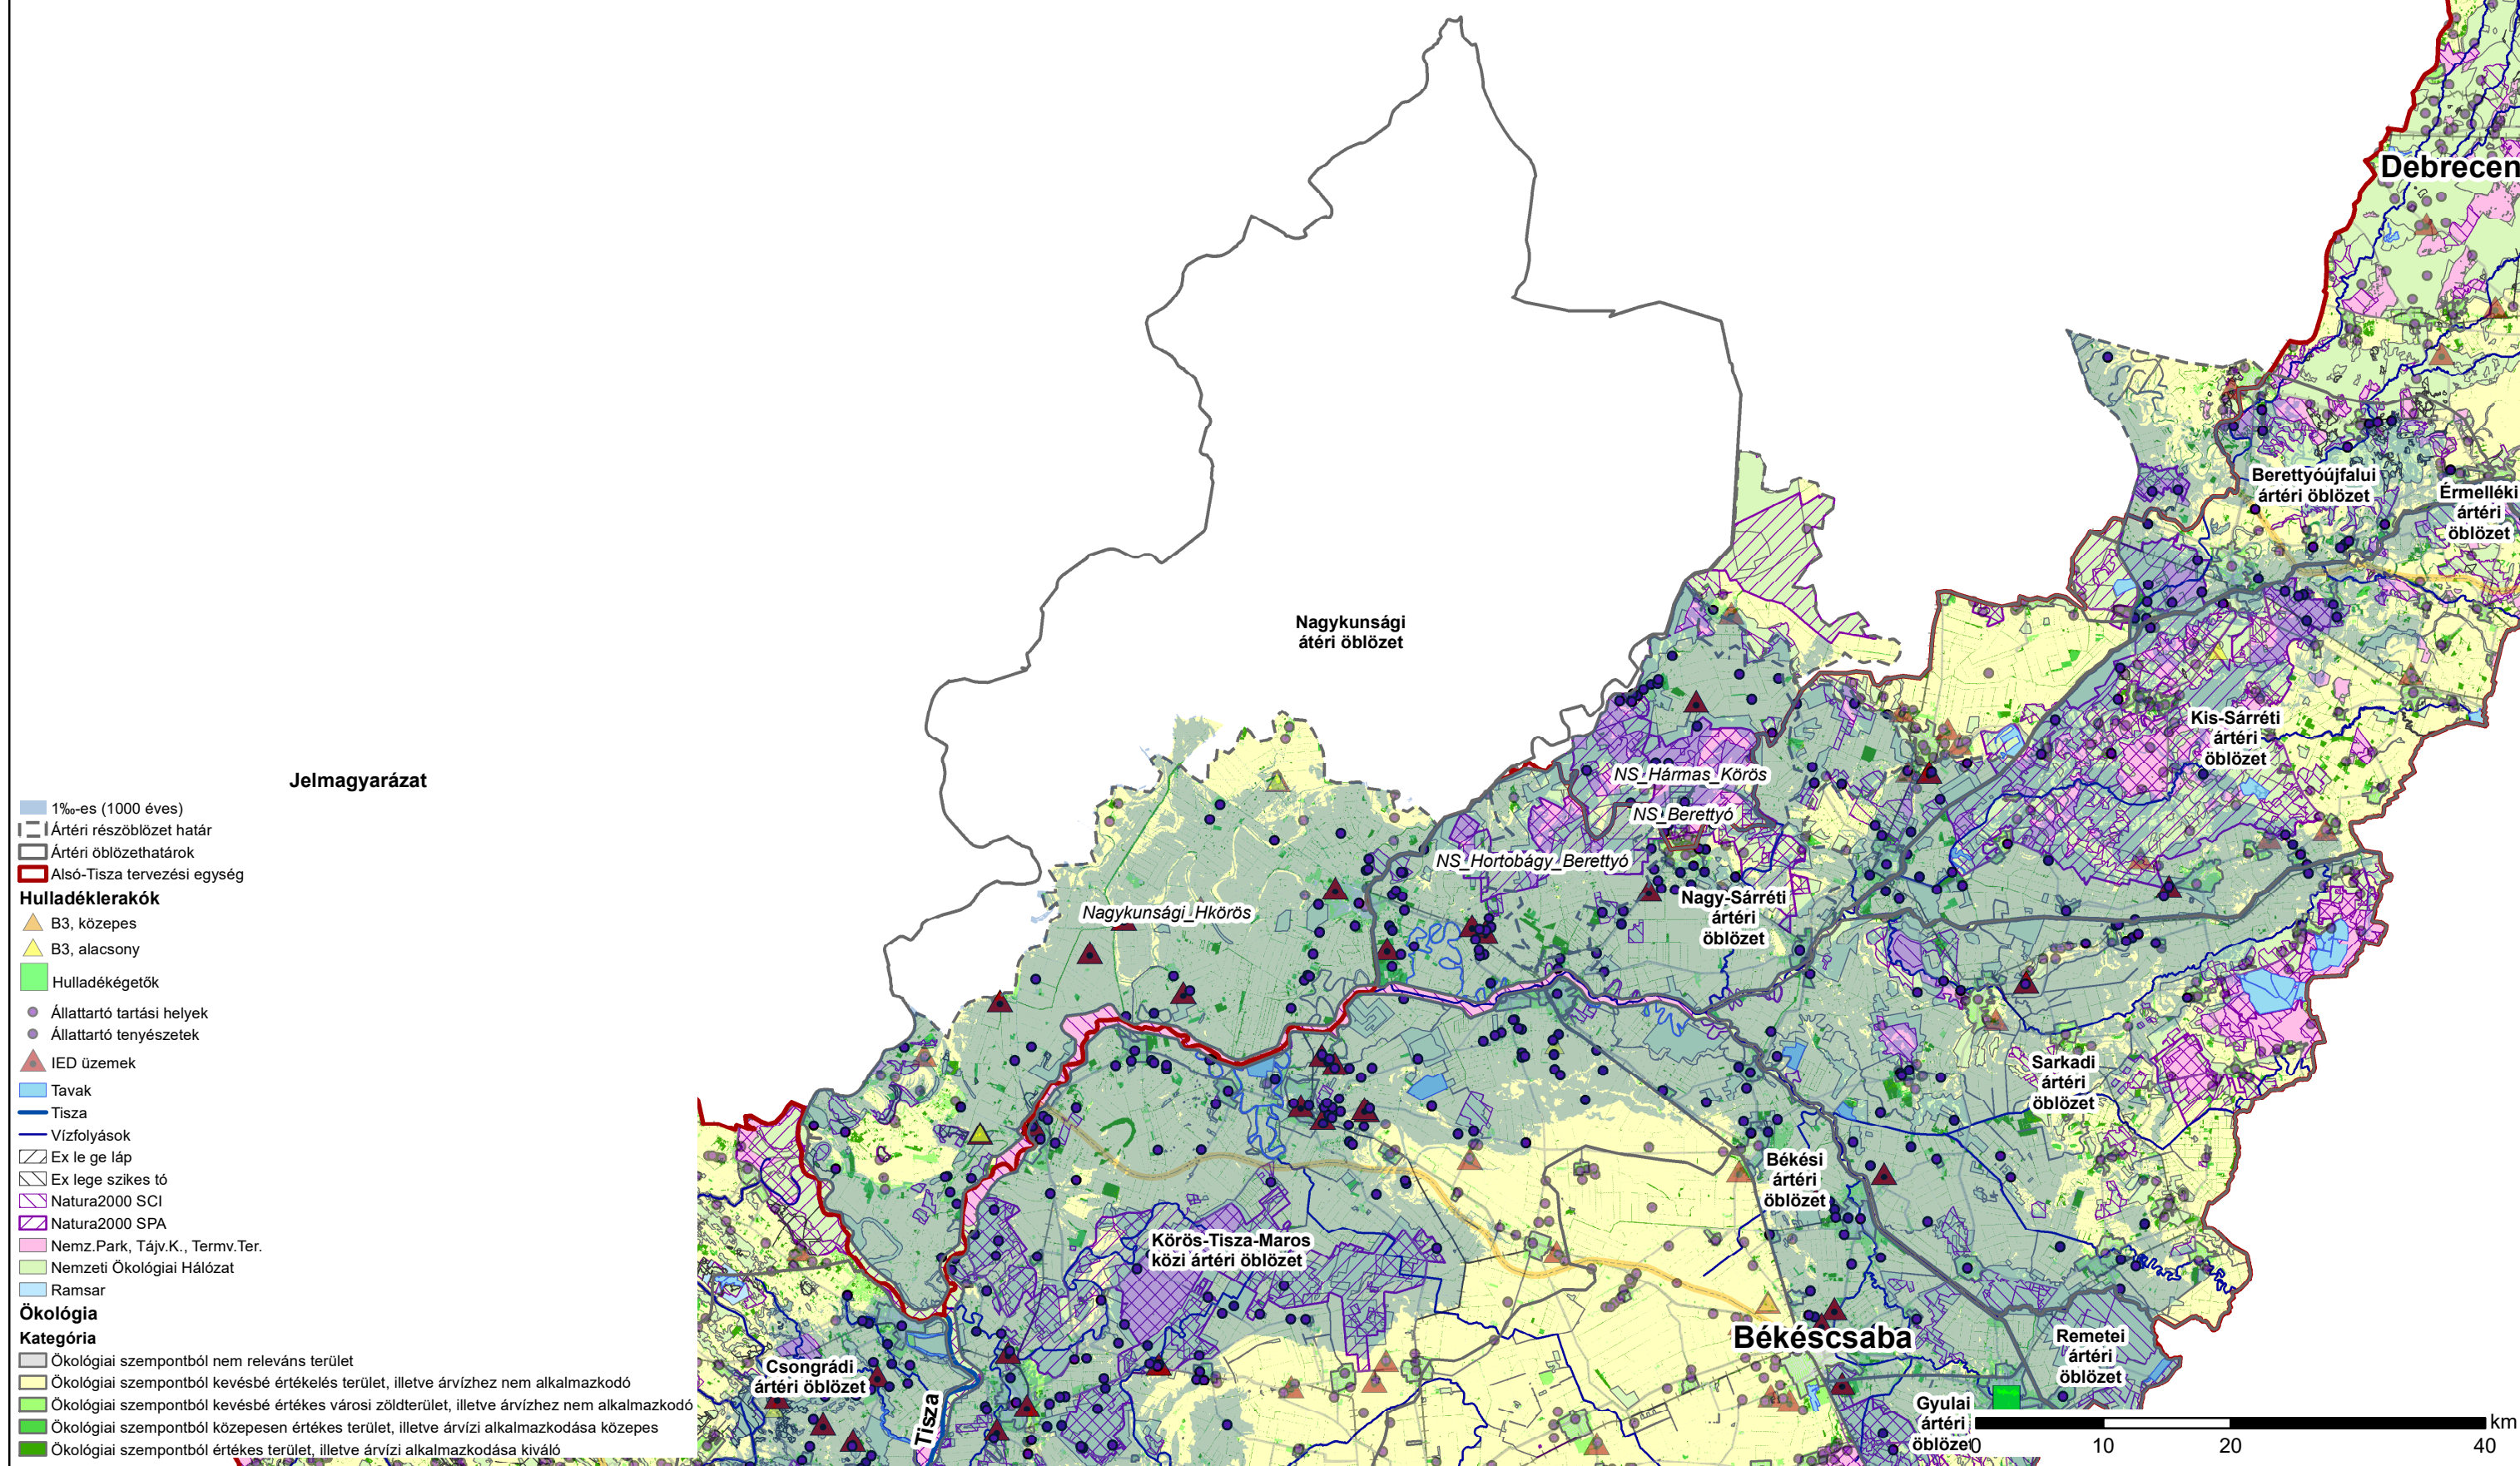 Debrecen
Berettyóújfalui
ártéri öblözet
Érmelléki
ártéri
öblözet
Nagykunsági
átéri öblözet
Kis-Sárréti
ártéri
öblözet
NS_Hármas_Körös
NS_Berettyó
NS_Hortobágy_Berettyó
Nagy-Sárréti
ártéri
öblözet
Nagykunsági_Hkörös
Sarkadi
ártéri
öblözet
Békési
ártéri
öblözet
Körös-Tisza-Maros
közi ártéri öblözet
Békéscsaba
Remetei
ártéri
öblözet
Csongrádi
ártéri öblözet
Tisza
Gyulai
ártéri
öblözet
0 10 20 40 km
Jelmagyarázat
1‰-es (1000 éves)
Ártéri részöblözet határ
Ártéri öblözethatárok
Alsó-Tisza tervezési egység
Hulladéklerakók
B3, közepes
B3, alacsony
Hulladékégetők
Állattartó tartási helyek
Állattartó tenyészetek
IED üzemek
Tavak
Tisza
Vízfolyások
Ex le ge láp
Ex lege szikes tó
Natura2000 SCI
Natura2000 SPA
Nemz.Park, Tájv.K., Termv.Ter.
Nemzeti Ökológiai Hálózat
Ramsar
Ökológia
Kategória
Ökológiai szempontból nem releváns terület
Ökológiai szempontból kevésbé értékelés terület, illetve árvízhez nem alkalmazkodó
Ökológiai szempontból kevésbé értékes városi zöldterület, illetve árvízhez nem alkalmazkodó
Ökológiai szempontból közepesen értékes terület, illetve árvízi alkalmazkodása közepes
Ökológiai szempontból értékes terület, illetve árvízi alkalmazkodása kiváló